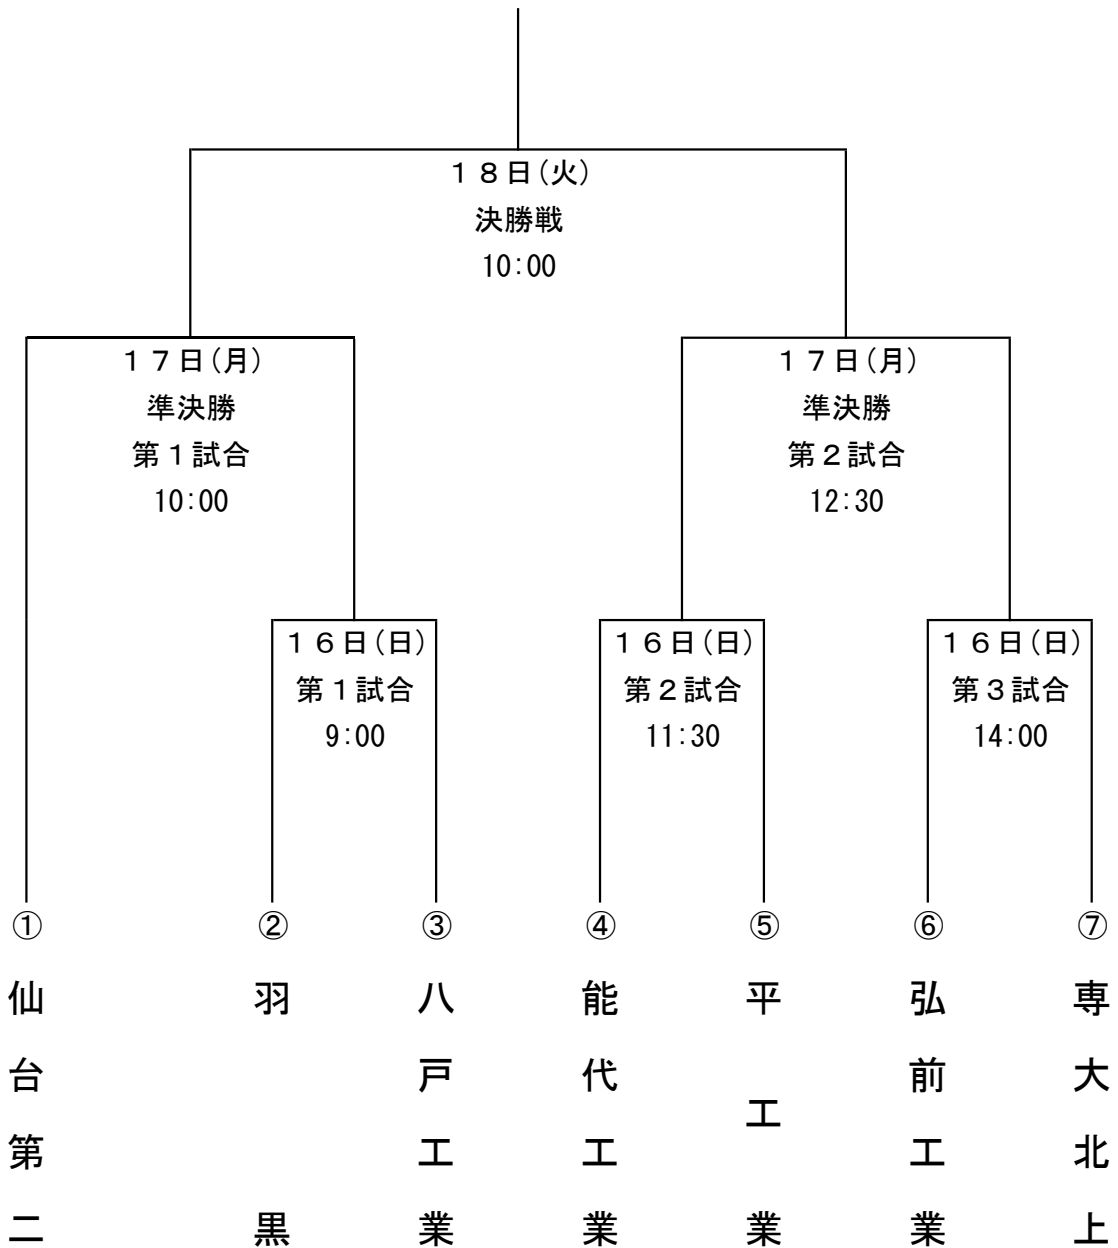 １８日(火)
決勝戦
10:00
１７日(月)
準決勝
第１試合
10:00
１７日(月)
準決勝
第２試合
12:30
１６日(日)
第１試合
9:00
１６日(日)
第２試合
11:30
１６日(日)
第３試合
14:00
①
仙台第二
②
羽黒
③
八戸工業
④
能代工業
⑤
平工業
⑥
弘前工業
⑦
専大北上